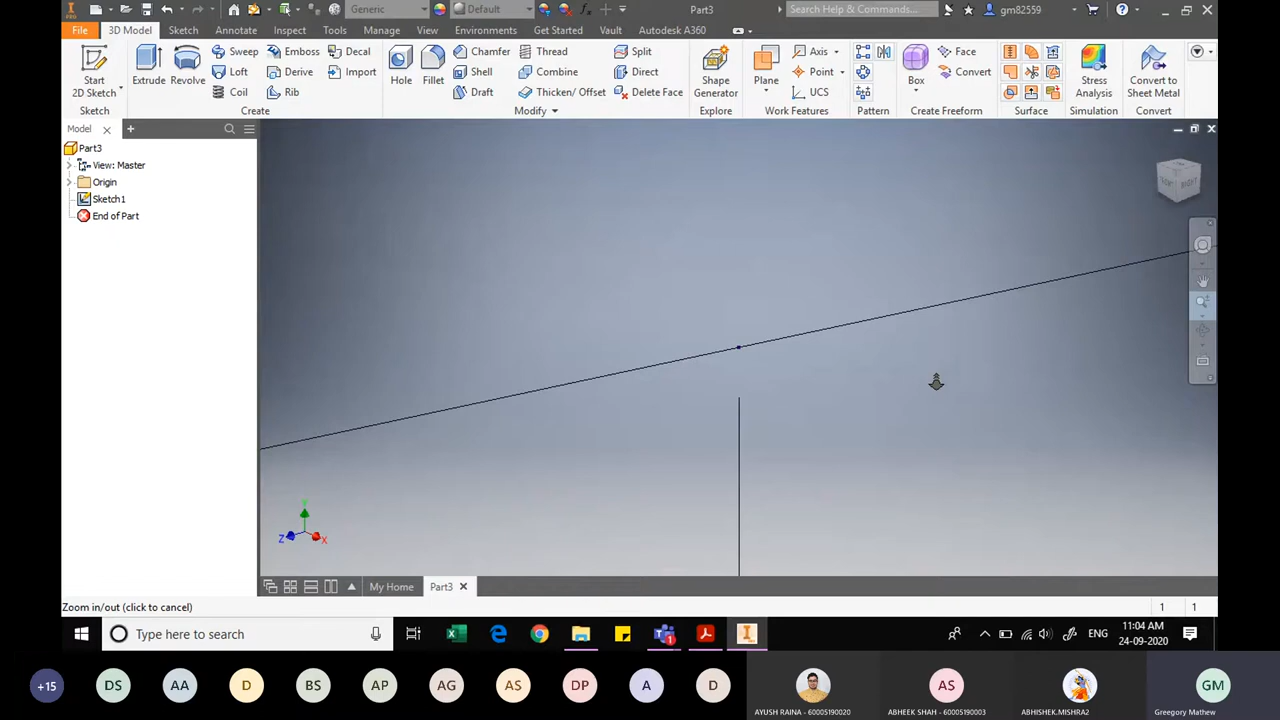 Generic
Default
Part3
Search Help & Commands...
gm82559
File 3D Model Sketch Annotate Inspect Tools Manage View Environments Get Started Vault Autodesk A360
Start
2D Sketch
Extrude
Revolve
Sweep
Loft
Coil
Emboss
Derive
Rib
Decal
Import
Hole
Fillet
Chamfer
Shell
Draft
Thread
Combine
Thicken/ Offset
Split
Direct
Delete Face
Shape
Generator
Plane
Axis
Point
UCS
Box
Face
Convert
Stress
Analysis
Convert to
Sheet Metal
Sketch Create Modify Explore Work Features Pattern Create Freeform Surface Simulation Convert
Model
Part3
View: Master
Origin
Sketch1
End of Part
RIGHT
Y
Z
X
My Home Part3
Zoom in/out (click to cancel) 1 1
Type here to search
1
ENG
11:04 AM
24-09-2020
+15 DS AA D BS AP AG AS DP A D AS GM
AYUSH RAINA - 60005190020 ABHEEK SHAH - 60005190003 ABHISHEK.MISHRA2 Greegory Mathew